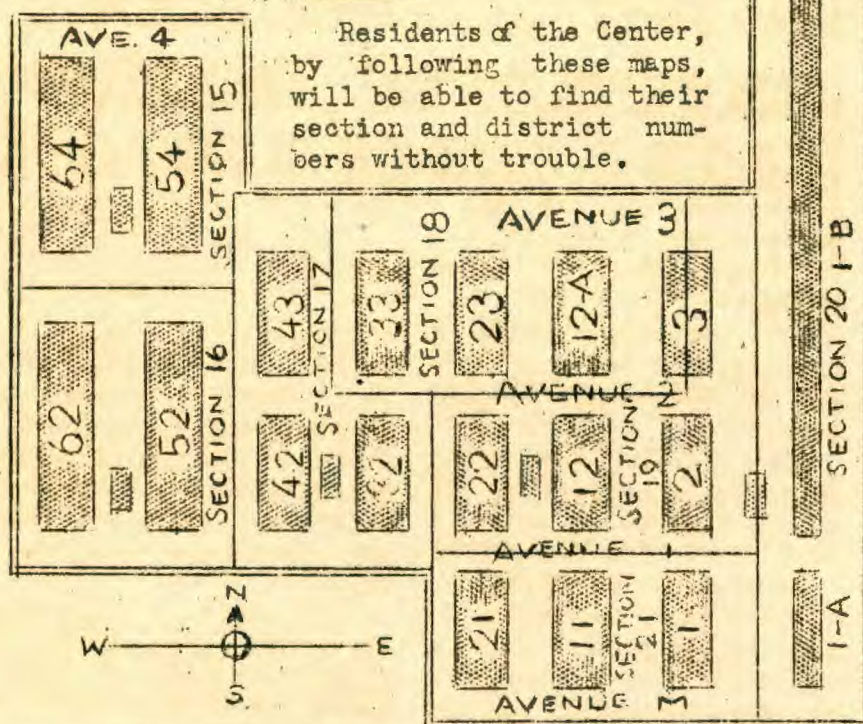 AVE. 4
Residents of the Center,
by following these maps,
will be able to find their
section and district num-
bers without trouble.
64
54
SECTION 15
62
52
SECTION 16
AVENUE 3
43
SECTION 17
33
SECTION 18
23
12-A
3
AVENUE 2
42
22
12
SECTION
19
2
AVENUE 1
21
11
SECTION
21
1
AVENUE M
SECTION 20 1-B
1-A
N
W
E
S